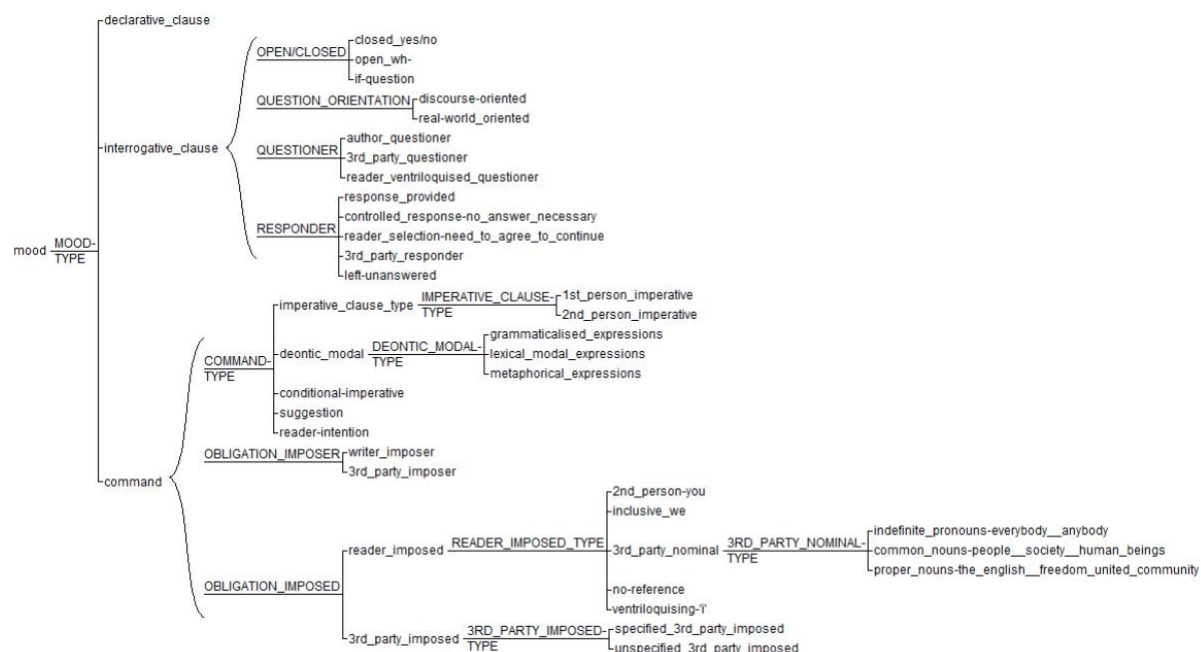 declarative_clause
closed_yes/no
OPEN/CLOSED
open_wh-
if-question
QUESTION_ORIENTATION
discourse-oriented
real-world_oriented
interrogative_clause
author_questioner
QUESTIONER
3rd_party_questioner
reader_ventriloquised_questioner
response_provided
controlled_response-no_answer_necessary
RESPONDER
reader_selection-need_to_agree_to_continue
3rd_party_responder
left-unanswered
mood
MOOD-
TYPE
imperative_clause_type
IMPERATIVE_CLAUSE-
TYPE
1st_person_imperative
2nd_person_imperative
COMMAND-
TYPE
deontic_modal
DEONTIC_MODAL-
TYPE
grammaticalised_expressions
lexical_modal_expressions
metaphorical_expressions
conditional-imperative
suggestion
reader-intention
OBLIGATION_IMPOSER
writer_imposer
3rd_party_imposer
command
2nd_person-you
inclusive_we
reader_imposed
READER_IMPOSED_TYPE
3rd_party_nominal
3RD_PARTY_NOMINAL-
TYPE
indefinite_pronouns-everybody__anybody
common_nouns-people__society__human_beings
proper_nouns-the_english__freedom_united_community
no-reference
ventriloquising-'i'
OBLIGATION_IMPOSED
3rd_party_imposed
3RD_PARTY_IMPOSED-
TYPE
specified_3rd_party_imposed
unspecified_3rd_party_imposed